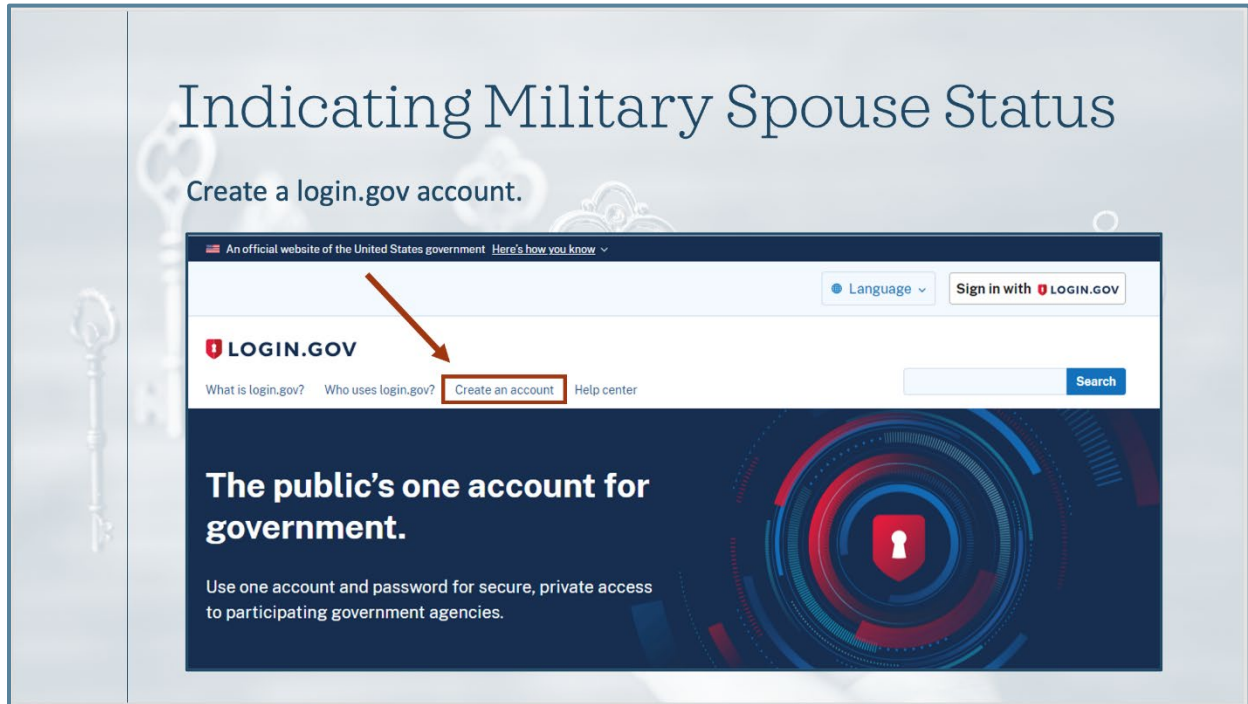 Indicating Military Spouse Status
Create a login.gov account.
An official website of the United States government Here's how you know
Language
Sign in with LOGIN.GOV
LOGIN.GOV
What is login.gov? Who uses login.gov? Create an account Help center
Search
The public's one account for
government.
Use one account and password for secure, private access
to participating government agencies.